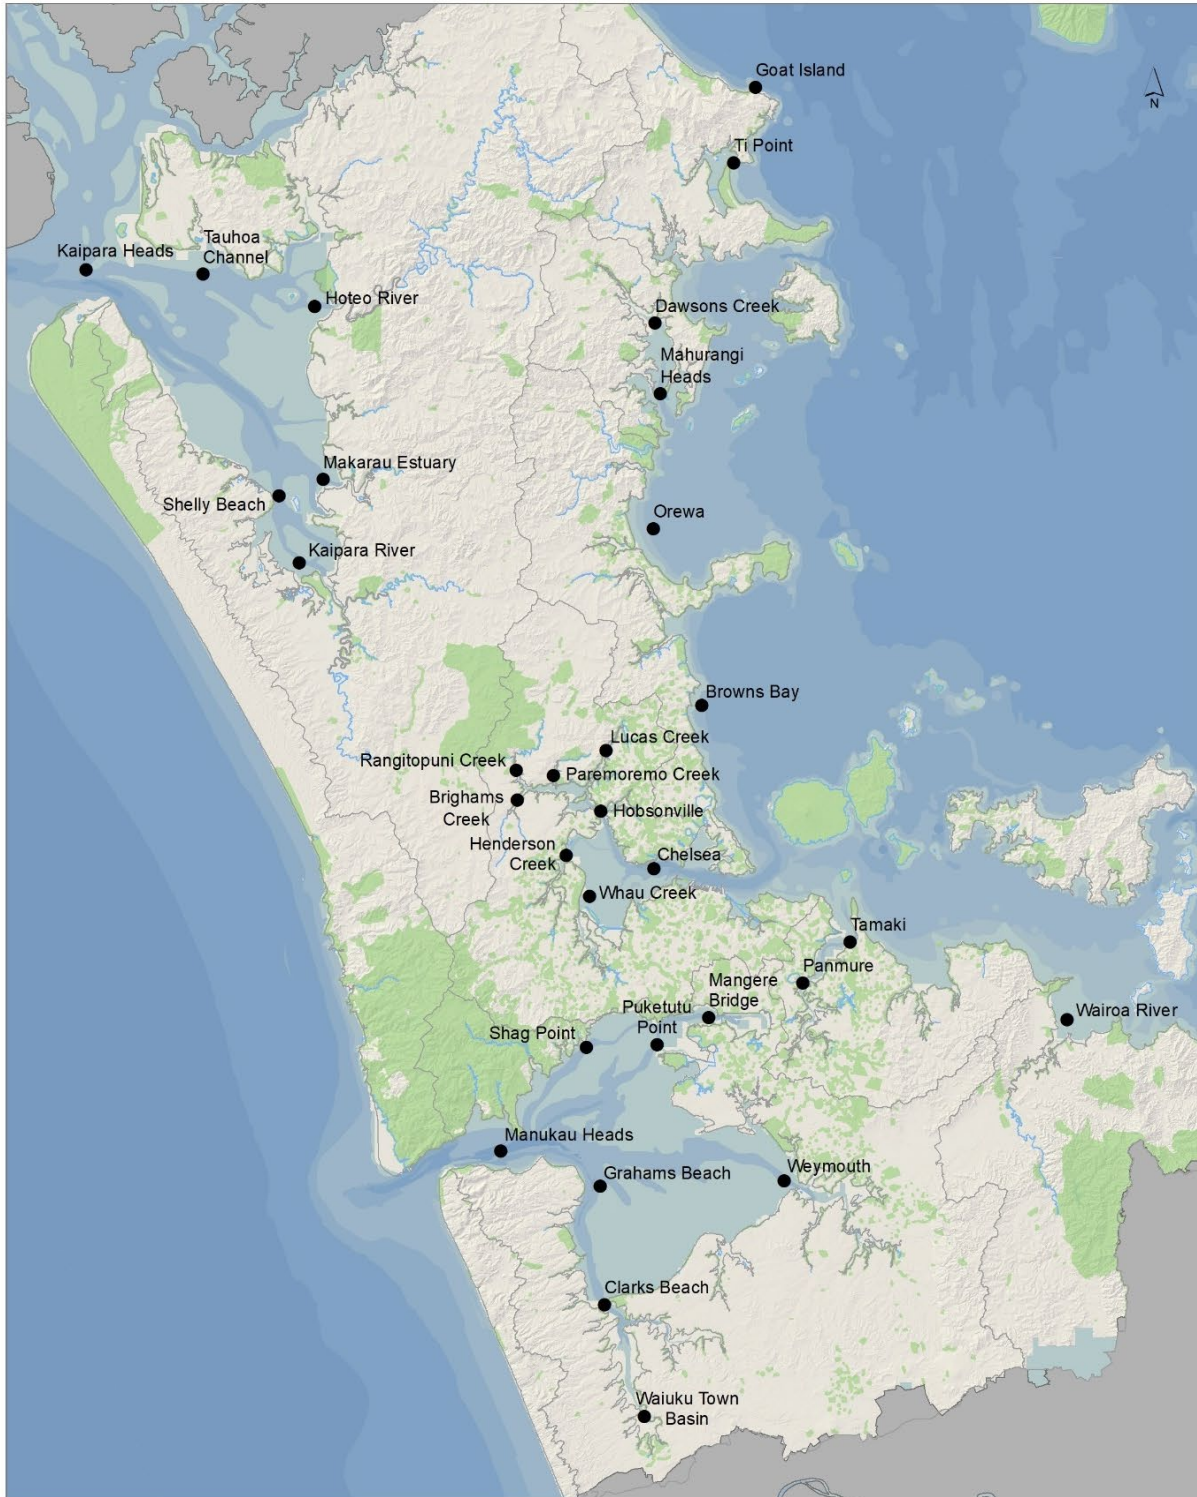 Goat Island
N
Ti Point
Tauhoa
Channel
Kaipara Heads
Hoteo River
Dawsons Creek
Mahurangi
Heads
Makarau Estuary
Shelly Beach
Orewa
Kaipara River
Browns Bay
Lucas Creek
Rangitopuni Creek
Paremoremo Creek
Brighams
Creek
Hobsonville
Henderson
Creek
Chelsea
Whau Creek
Tamaki
Panmure
Mangere
Bridge
Puketutu
Point
Wairoa River
Shag Point
Manukau Heads
Weymouth
Grahams Beach
Clarks Beach
Waiuku Town
Basin